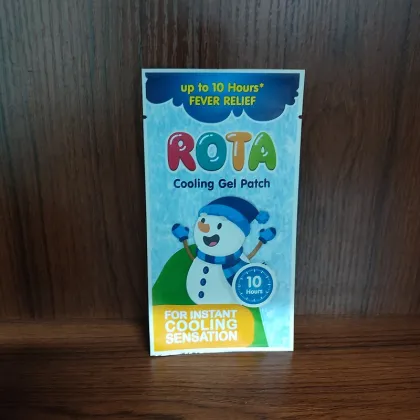 up to 10 Hours*
FEVER RELIEF
ROTA
Cooling Gel Patch
10
Hours
FOR INSTANT
COOLING
SENSATION